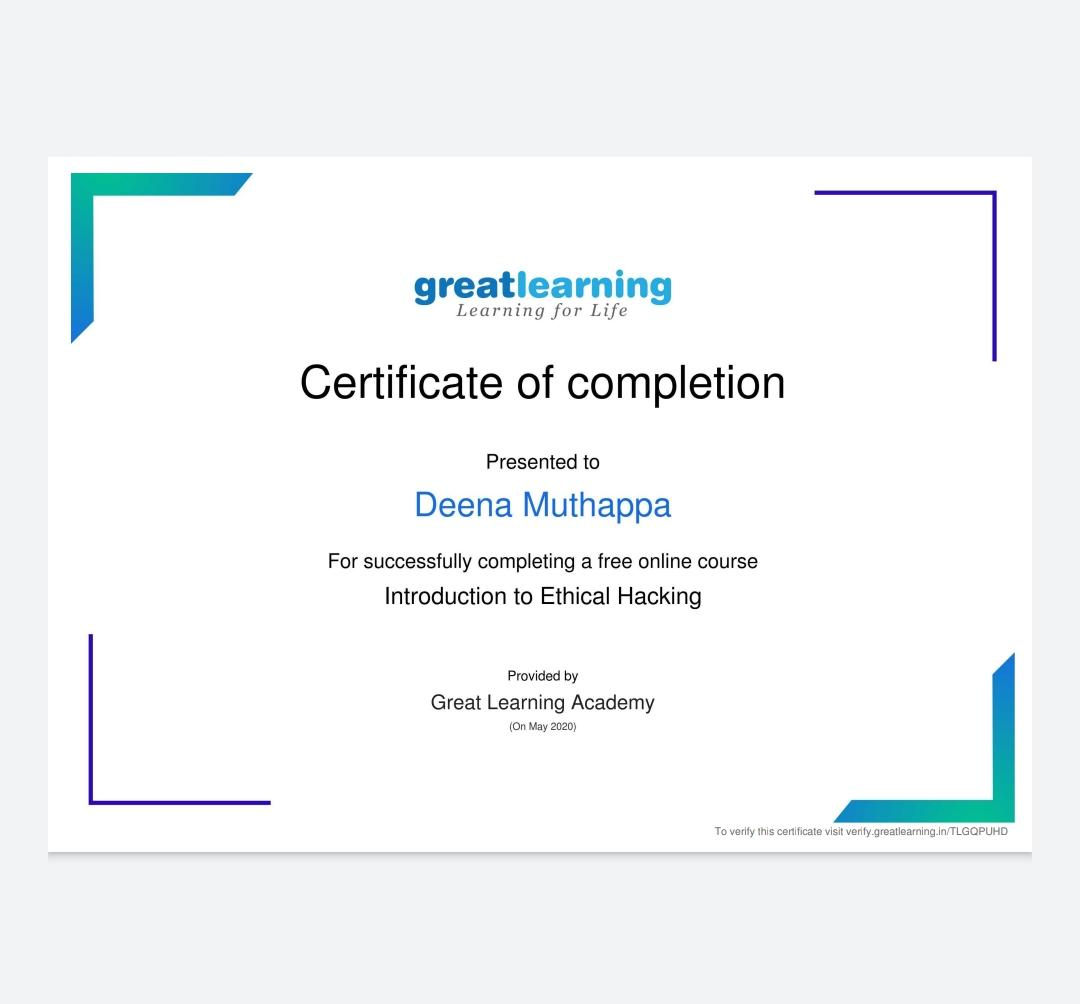 greatlearning
Learning for Life
Certificate of completion
Presented to
Deena Muthappa
For successfully completing a free online course
Introduction to Ethical Hacking
Provided by
Great Learning Academy
(On May 2020)
To verify this certificate visit verify.greatlearning.in/TLGQPUHD